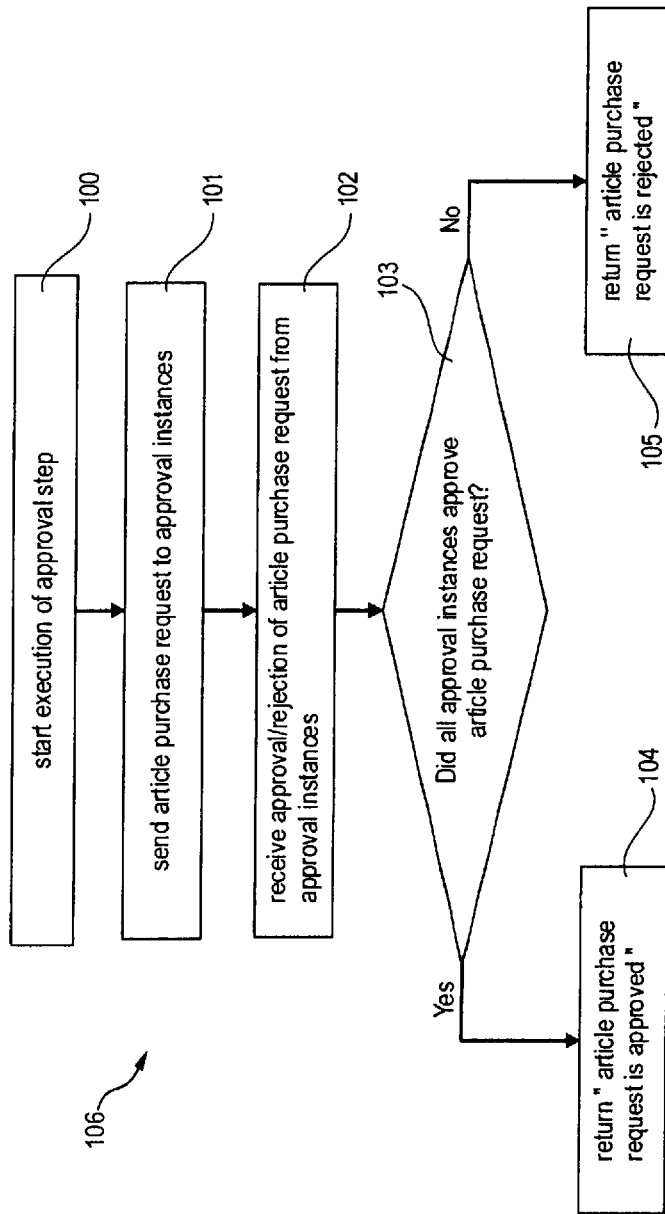 start execution of approval step
100
send article purchase request to approval instances
101
receive approval/rejection of article purchase request from
approval instances
102
Did all approval instances approve
article purchase request?
103
Yes
No
return " article purchase
request is approved "
104
return " article purchase
request is rejected "
105
106